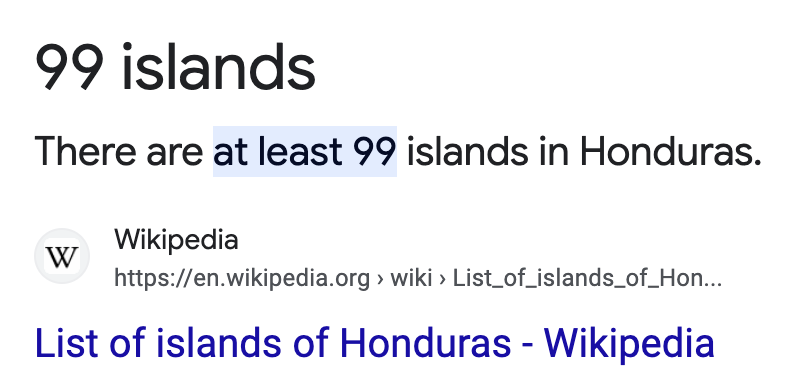 99 islands
There are at least 99 islands in Honduras.
W
Wikipedia
https://en.wikipedia.org › wiki › List_of_islands_of_Hon...
List of islands of Honduras - Wikipedia